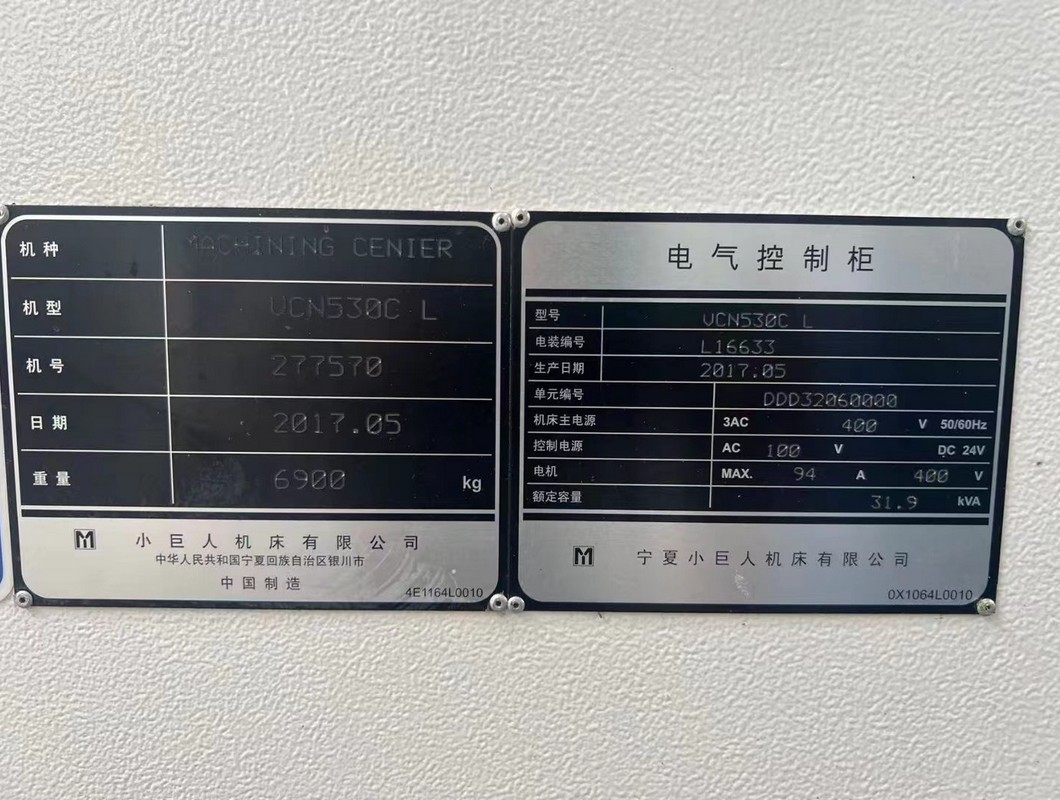 机种 MACHINING CENIER
机型 VCN530C L
机号 277570
日期 2017.05
重量 6900 kg
小巨人机床有限公司
中华人民共和国宁夏回族自治区银川市
中国制造
4E1164L0010
电气控制柜
型号 VCN530C L
电装编号 L16633
生产日期 2017.05
单元编号 DDD32060000
机床主电源 3AC 400 V 50/60Hz
控制电源 AC 100 V DC 24V
电机 MAX. 94 A 400 V
额定容量 31.9 kVA
宁夏小巨人机床有限公司
0X1064L0010